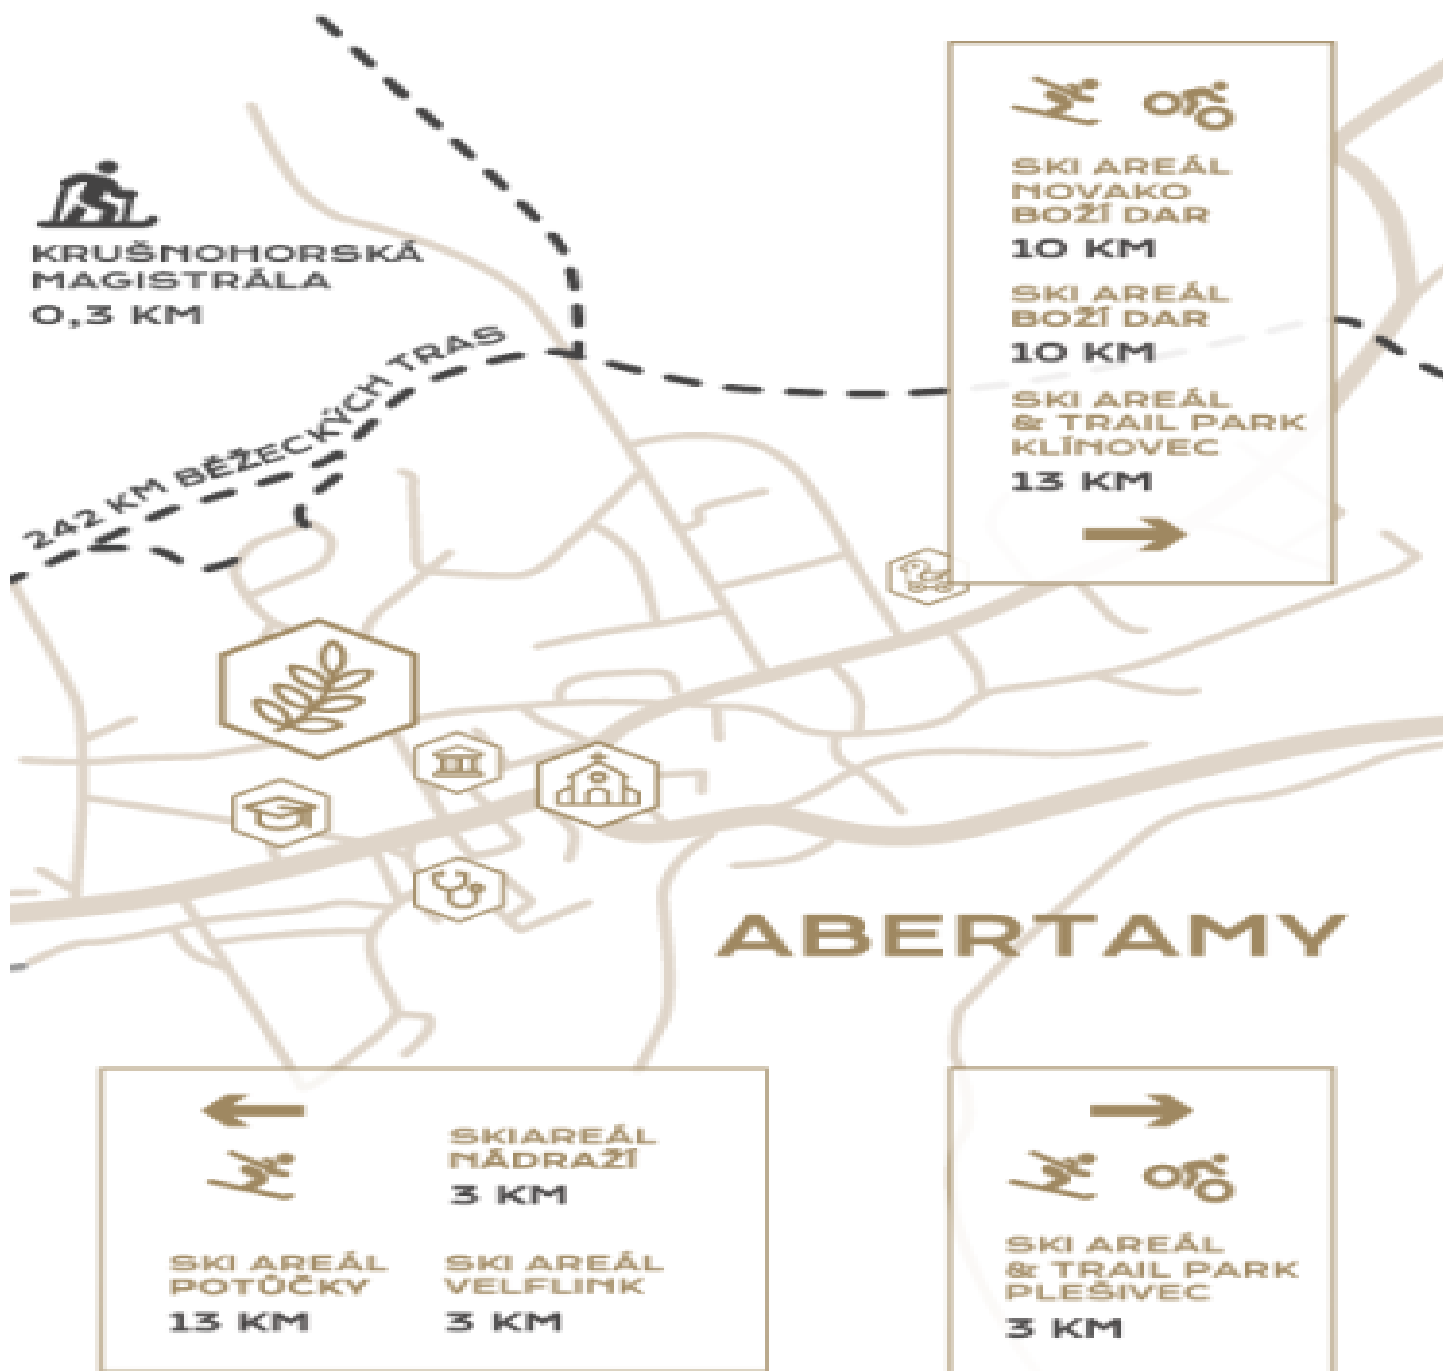 KRUŠNOHORSKÁ
MAGISTRÁLA
0,3 KM
242 KM BĚŽECKÝCH TRAS
SKI AREÁL
NOVAKO
BOŽÍ DAR
10 KM
SKI AREÁL
BOŽÍ DAR
10 KM
SKI AREÁL
& TRAIL PARK
KLÍNOVEC
13 KM
ABERTAMY
SKIAREÁL
NÁDRAŽÍ
3 KM
SKI AREÁL
POTŮČKY
13 KM
SKI AREÁL
VELFLINK
3 KM
SKI AREÁL
& TRAIL PARK
PLEŠIVEC
3 KM